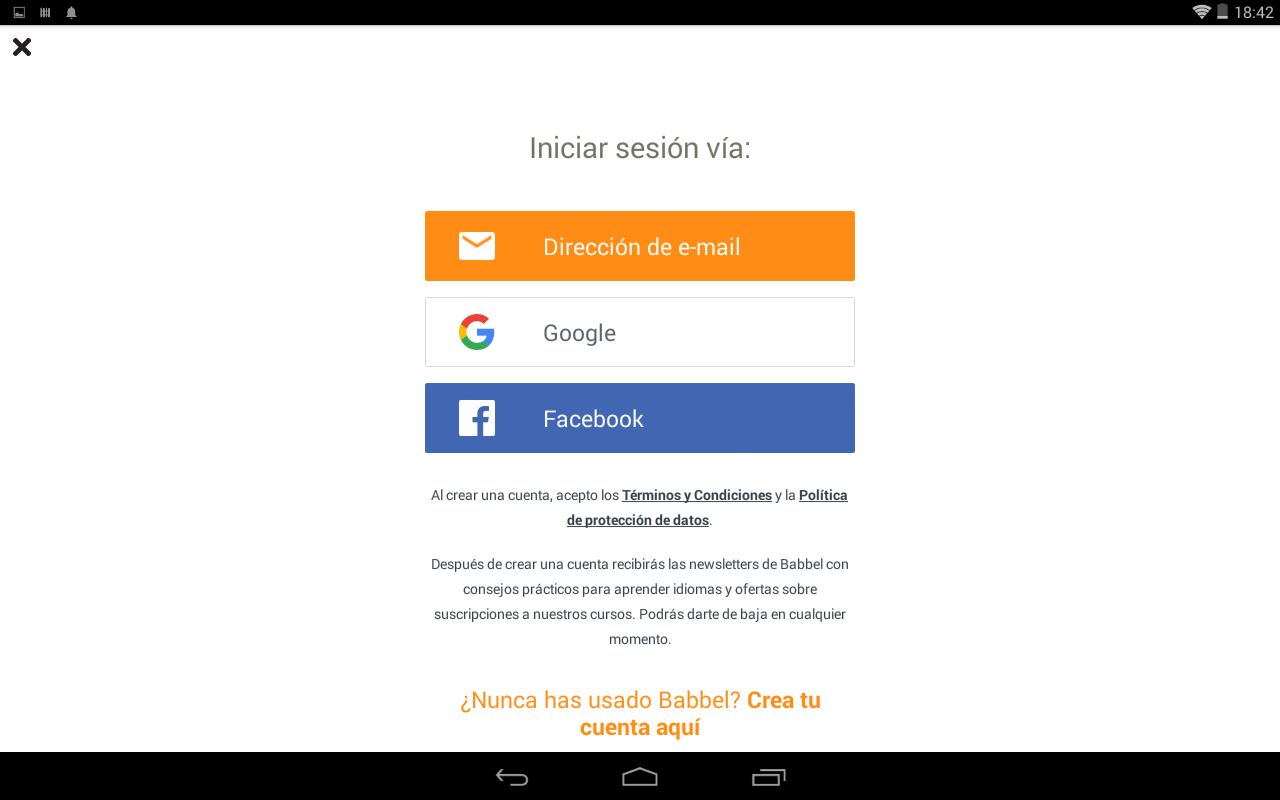 18:42
Iniciar sesión vía:
Dirección de e-mail
Google
Facebook
Al crear una cuenta, acepto los Términos y Condiciones y la Política
de protección de datos.
Después de crear una cuenta recibirás las newsletters de Babbel con
consejos prácticos para aprender idiomas y ofertas sobre
suscripciones a nuestros cursos. Podrás darte de baja en cualquier
momento.
¿Nunca has usado Babbel? Crea tu
cuenta aquí